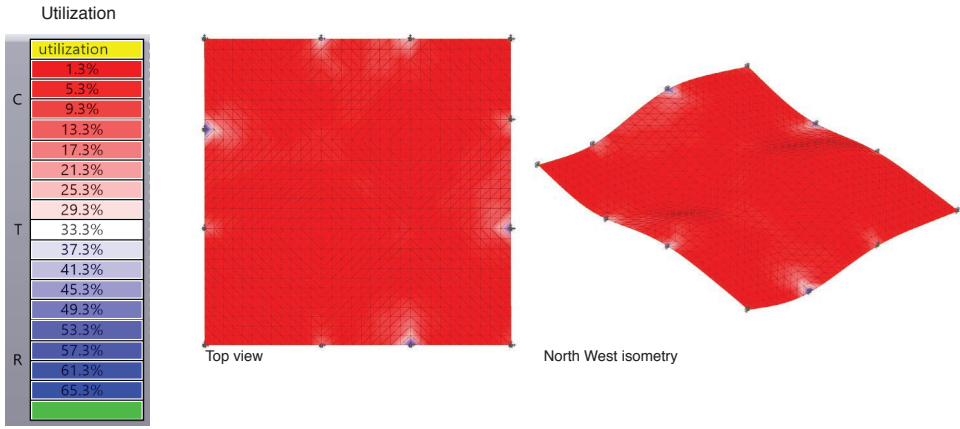 Utilization
utilization
1.3%
5.3%
C
9.3%
13.3%
17.3%
21.3%
25.3%
29.3%
T
33.3%
37.3%
41.3%
45.3%
49.3%
53.3%
57.3%
R
61.3%
65.3%
Top view
North West isometry